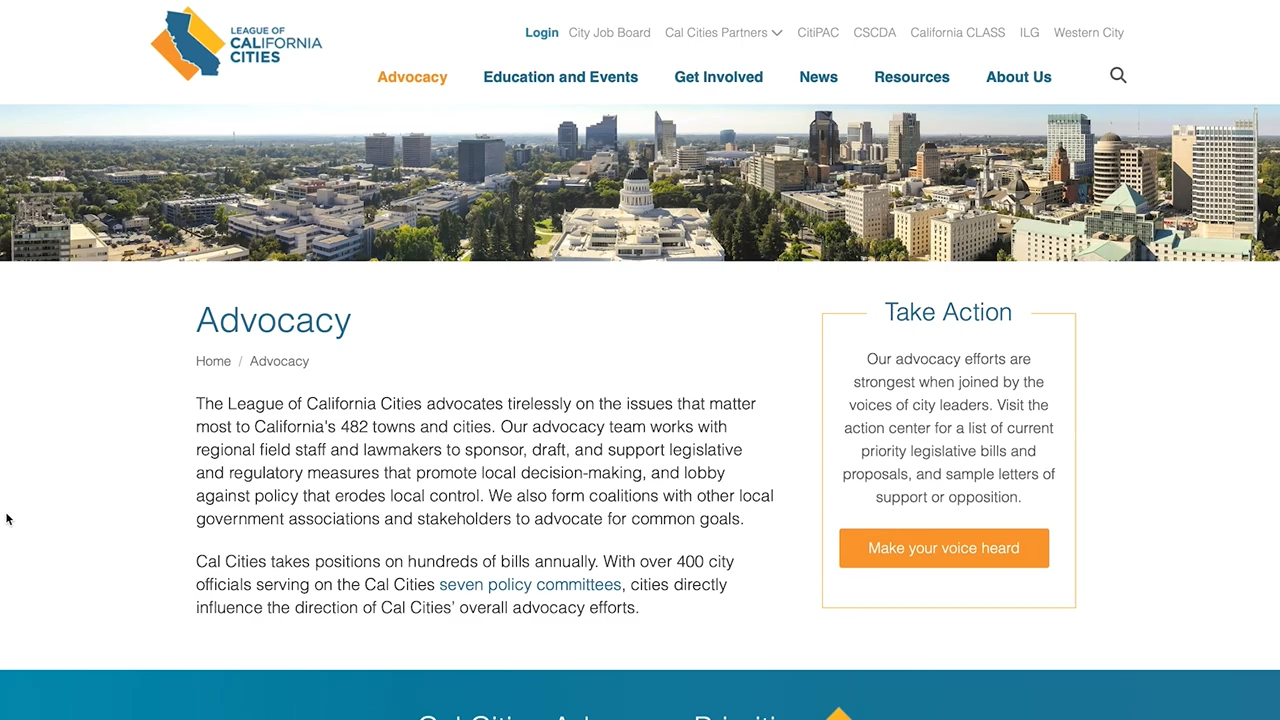 LEAGUE OF
CALIFORNIA
CITIES
Login City Job Board Cal Cities Partners CitiPAC CSCDA California CLASS ILG Western City
Advocacy Education and Events Get Involved News Resources About Us
Advocacy
Home / Advocacy
The League of California Cities advocates tirelessly on the issues that matter
most to California's 482 towns and cities. Our advocacy team works with
regional field staff and lawmakers to sponsor, draft, and support legislative
and regulatory measures that promote local decision-making, and lobby
against policy that erodes local control. We also form coalitions with other local
government associations and stakeholders to advocate for common goals.
Cal Cities takes positions on hundreds of bills annually. With over 400 city
officials serving on the Cal Cities seven policy committees, cities directly
influence the direction of Cal Cities’ overall advocacy efforts.
Take Action
Our advocacy efforts are
strongest when joined by the
voices of city leaders. Visit the
action center for a list of current
priority legislative bills and
proposals, and sample letters of
support or opposition.
Make your voice heard
Cal Cities Advocacy